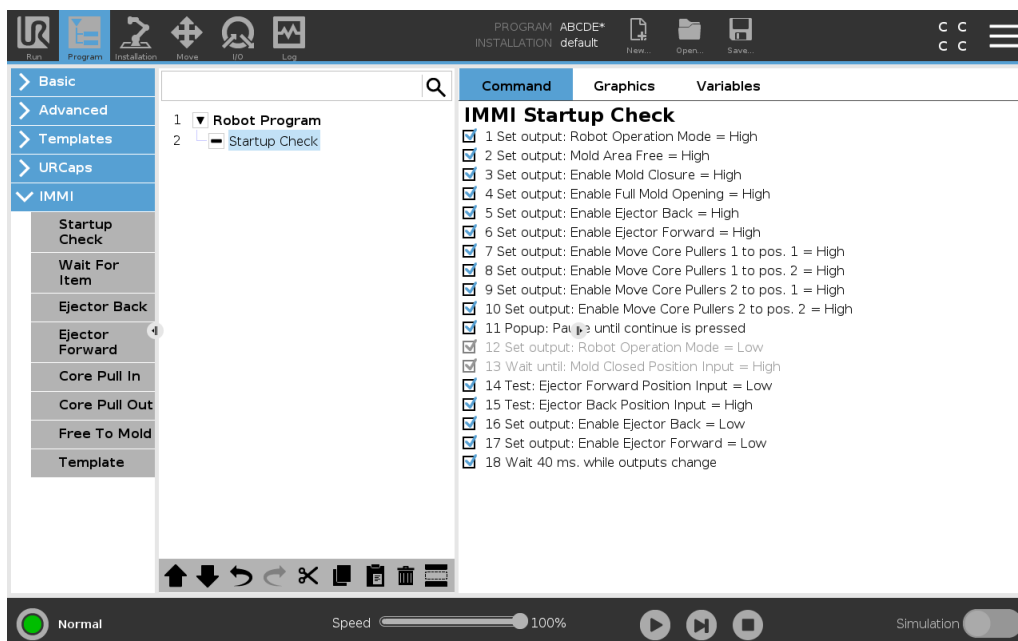 PROGRAM ABCDE*
INSTALLATION default
Run
Program
Installation
Move
I/O
Log
New...
Open...
Save...
C C
C C
Basic
Advanced
Templates
URCaps
IMMI
Startup
Check
Wait For
Item
Ejector Back
Ejector
Forward
Core Pull In
Core Pull Out
Free To Mold
Template
1 Robot Program
2 Startup Check
Command
Graphics
Variables
IMMI Startup Check
1 Set output: Robot Operation Mode = High
2 Set output: Mold Area Free = High
3 Set output: Enable Mold Closure = High
4 Set output: Enable Full Mold Opening = High
5 Set output: Enable Ejector Back = High
6 Set output: Enable Ejector Forward = High
7 Set output: Enable Move Core Pullers 1 to pos. 1 = High
8 Set output: Enable Move Core Pullers 1 to pos. 2 = High
9 Set output: Enable Move Core Pullers 2 to pos. 1 = High
10 Set output: Enable Move Core Pullers 2 to pos. 2 = High
11 Popup: until continue is pressed
12 Set output: Robot Operation Mode = Low
13 Wait until: Mold Closed Position Input = High
14 Test: Ejector Forward Position Input = Low
15 Test: Ejector Back Position Input = High
16 Set output: Enable Ejector Back = Low
17 Set output: Enable Ejector Forward = Low
18 Wait 40 ms. while outputs change
Normal
Speed
100%
Simulation